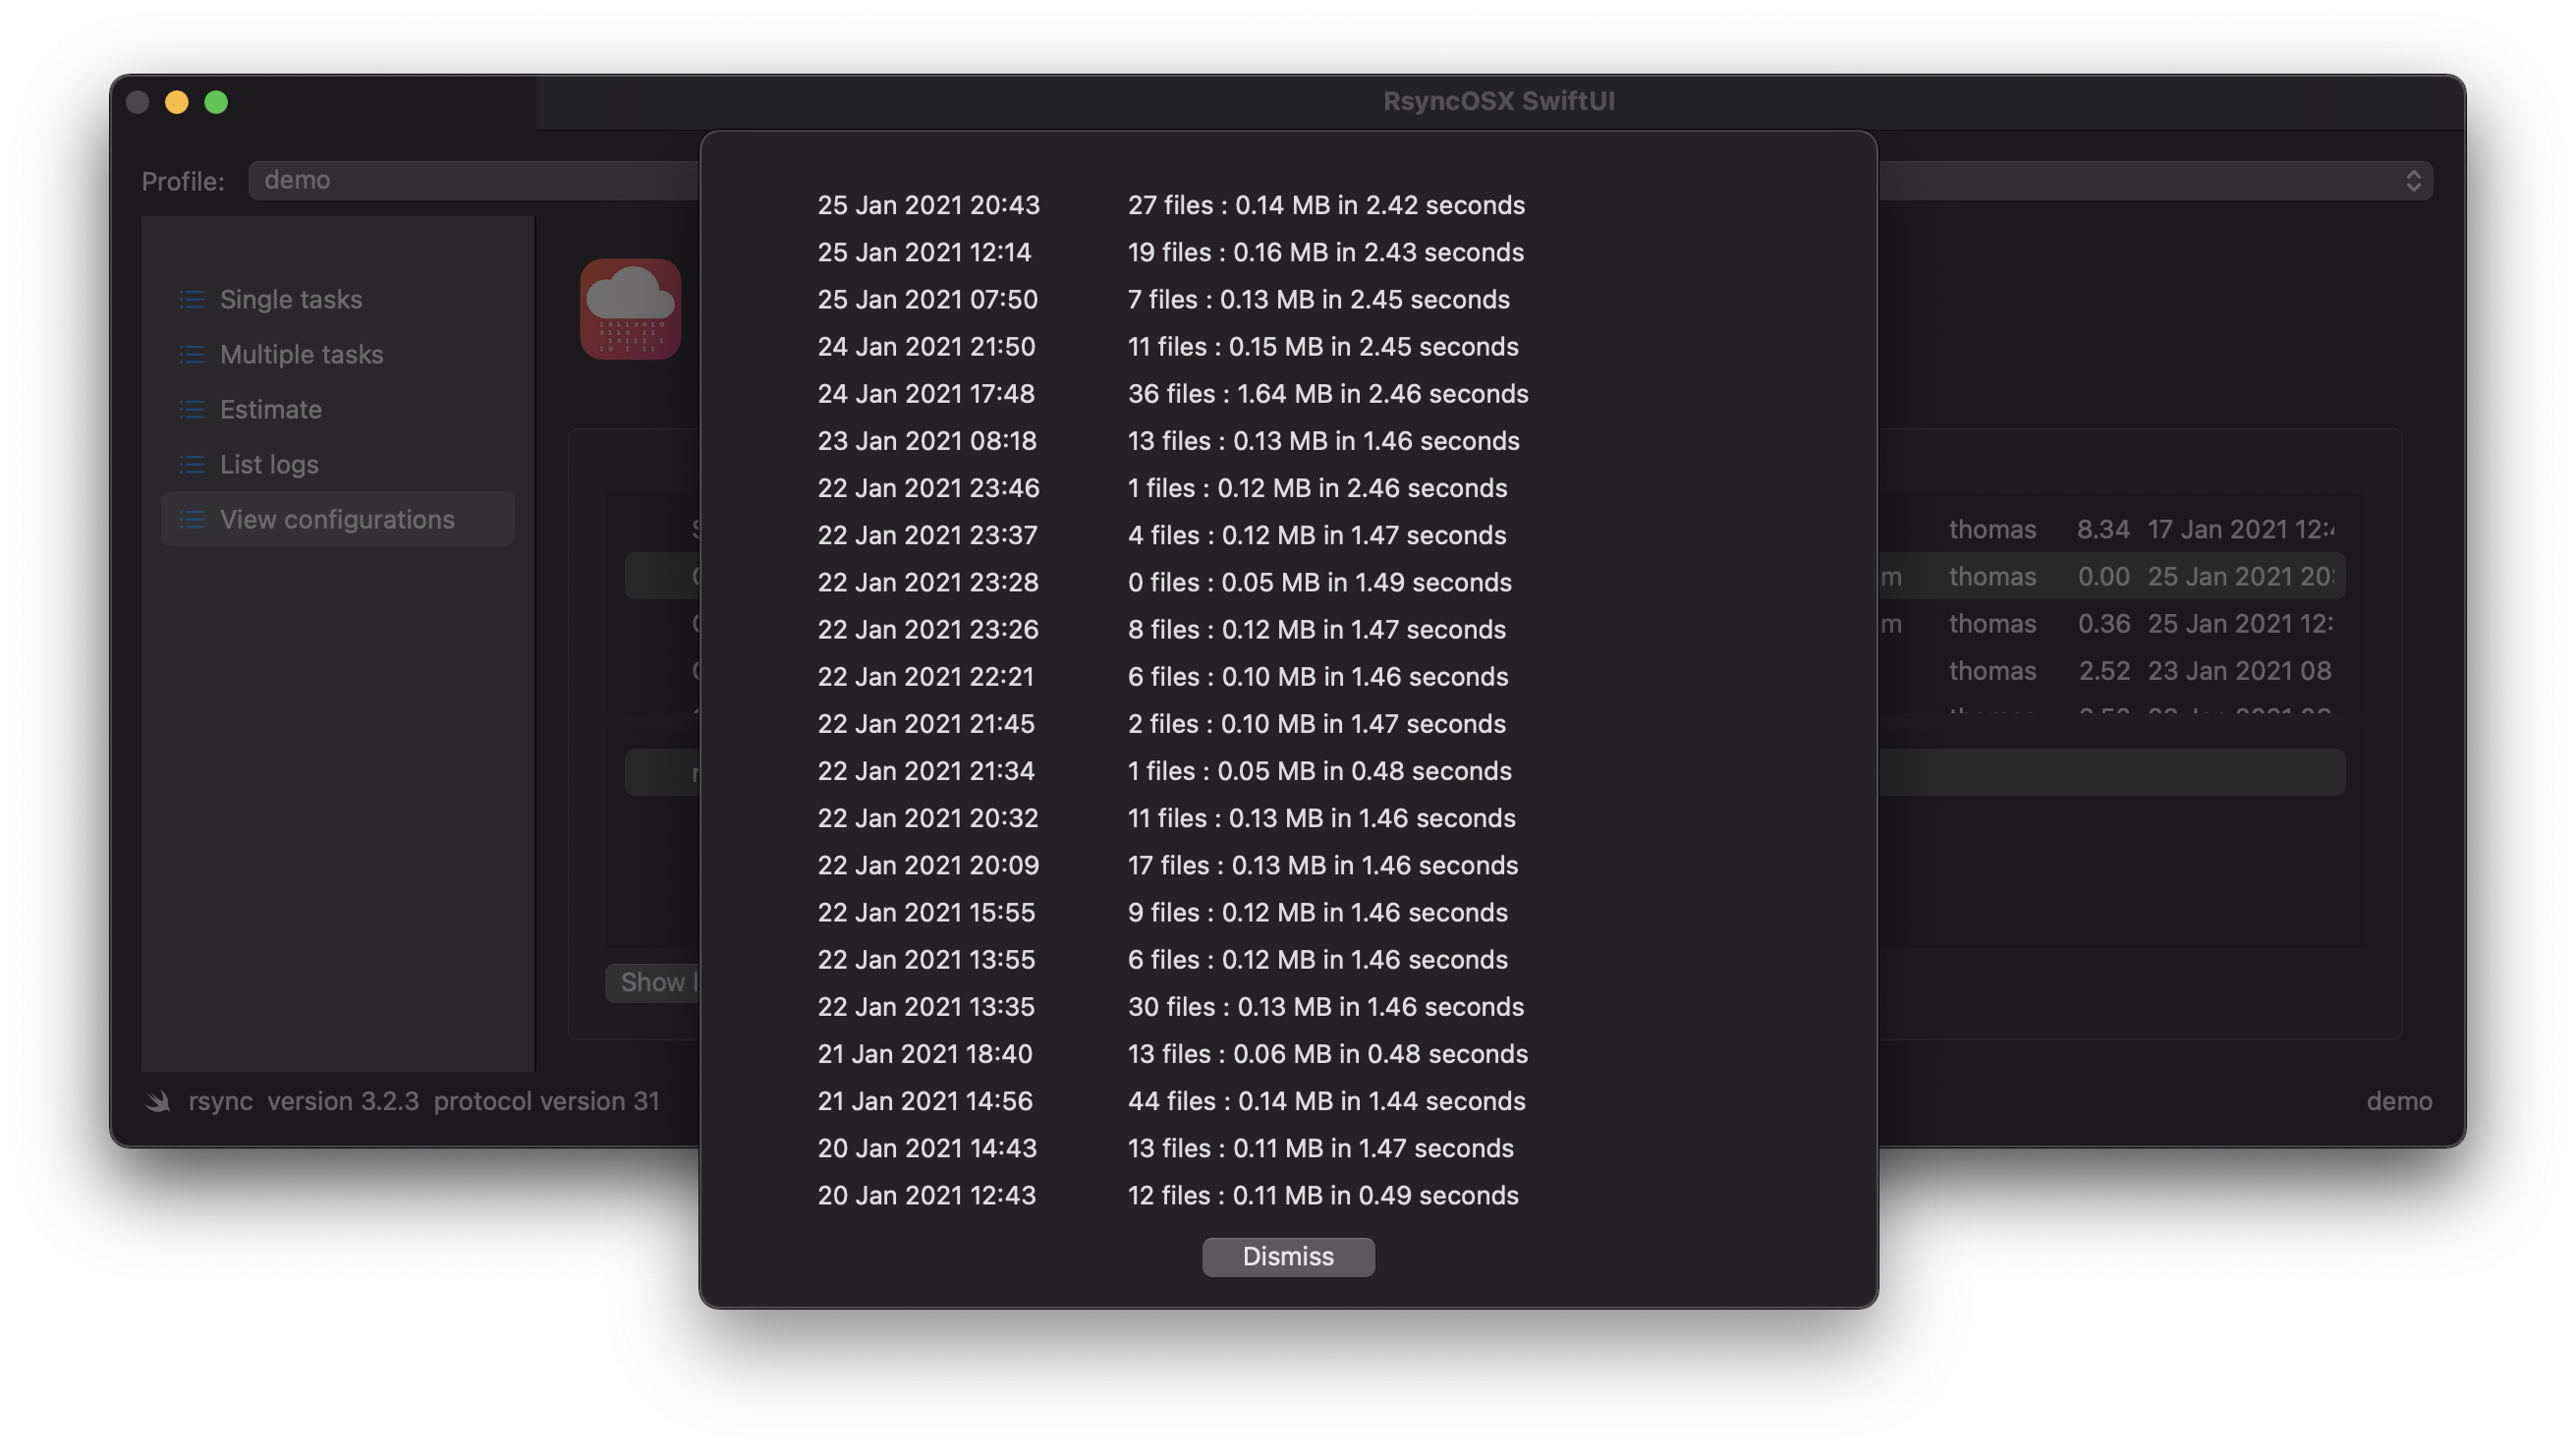 RsyncOSX SwiftUI
Profile: demo
Single tasks
Multiple tasks
Estimate
List logs
View configurations
25 Jan 2021 20:43 27 files : 0.14 MB in 2.42 seconds
25 Jan 2021 12:14 19 files : 0.16 MB in 2.43 seconds
25 Jan 2021 07:50 7 files : 0.13 MB in 2.45 seconds
24 Jan 2021 21:50 11 files : 0.15 MB in 2.45 seconds
24 Jan 2021 17:48 36 files : 1.64 MB in 2.46 seconds
23 Jan 2021 08:18 13 files : 0.13 MB in 1.46 seconds
22 Jan 2021 23:46 1 files : 0.12 MB in 2.46 seconds
22 Jan 2021 23:37 4 files : 0.12 MB in 1.47 seconds
22 Jan 2021 23:28 0 files : 0.05 MB in 1.49 seconds
22 Jan 2021 23:26 8 files : 0.12 MB in 1.47 seconds
22 Jan 2021 22:21 6 files : 0.10 MB in 1.46 seconds
22 Jan 2021 21:45 2 files : 0.10 MB in 1.47 seconds
22 Jan 2021 21:34 1 files : 0.05 MB in 0.48 seconds
22 Jan 2021 20:32 11 files : 0.13 MB in 1.46 seconds
22 Jan 2021 20:09 17 files : 0.13 MB in 1.46 seconds
22 Jan 2021 15:55 9 files : 0.12 MB in 1.46 seconds
22 Jan 2021 13:55 6 files : 0.12 MB in 1.46 seconds
22 Jan 2021 13:35 30 files : 0.13 MB in 1.46 seconds
21 Jan 2021 18:40 13 files : 0.06 MB in 0.48 seconds
21 Jan 2021 14:56 44 files : 0.14 MB in 1.44 seconds
20 Jan 2021 14:43 13 files : 0.11 MB in 1.47 seconds
20 Jan 2021 12:43 12 files : 0.11 MB in 0.49 seconds
Dismiss
thomas 8.34 17 Jan 2021 12:
m thomas 0.00 25 Jan 2021 20:
m thomas 0.36 25 Jan 2021 12:
thomas 2.52 23 Jan 2021 08
Show
rsync version 3.2.3 protocol version 31
demo